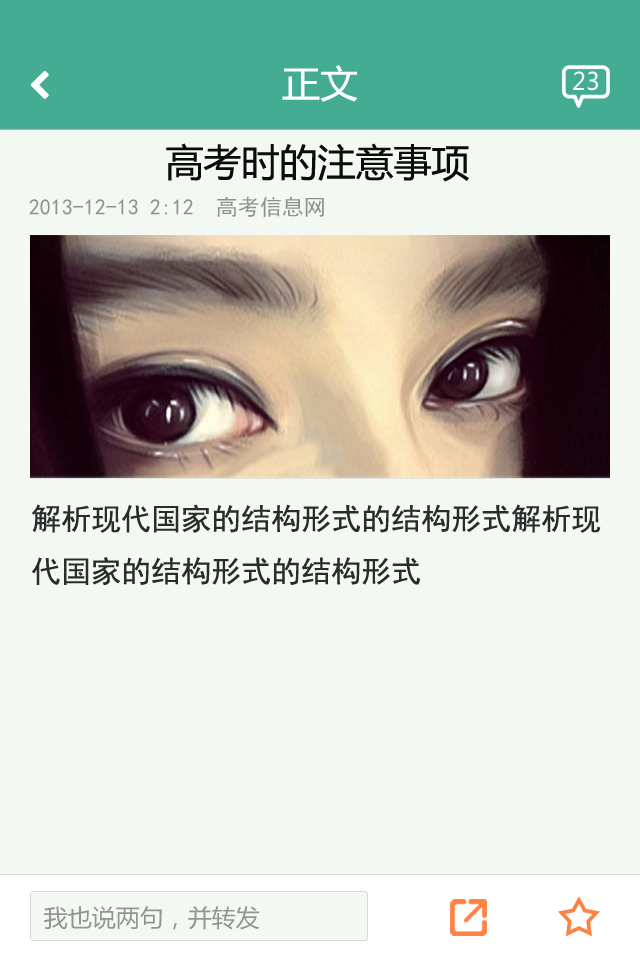 正文
23
高考时的注意事项
2013-12-13 2:12 高考信息网
解析现代国家的结构形式的结构形式解析现
代国家的结构形式的结构形式
我也说两句，并转发